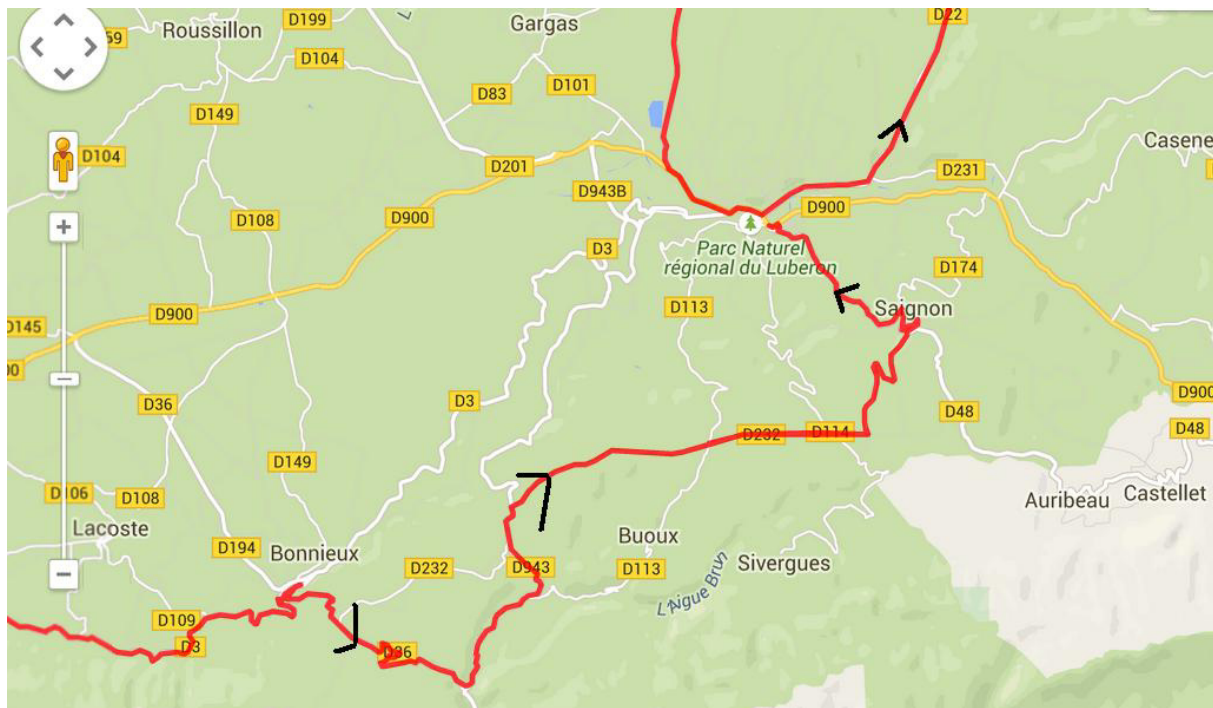 D22
Roussillon
D199
Gargas
69
D104
D83
D101
D149
Casene
D104
D201
D231
D943B
D900
D108
D900
D3
Parc Naturel
régional du Luberon
D174
D113
Saignon
D900
D145
00
D900
D36
D3
D48
D48
D232
D114
D149
D106
D108
Auribeau
Castellet
Lacoste
Buoux
D194
Bonnieux
D232
D943
D113
Sivergues
L'Aigue Brun
D109
D3
D36